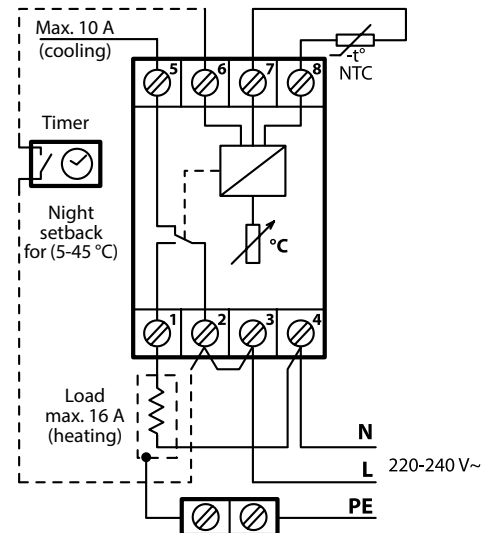 Max. 10 A
(cooling)
5 6 7 8
-t°
NTC
Timer
Night
setback
for (5-45 °C)
°C
1 2 3 4
Load
max. 16 A
(heating)
N
L 220-240 V~
PE